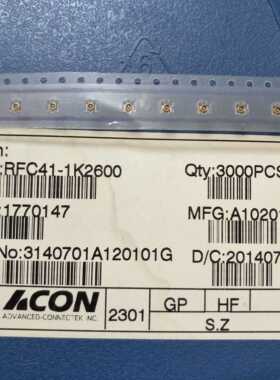 n:
:RFC41-1K2600
Qty:3000PCS
:1770147
MFG:A1020
No:3140701A120101G
D/C:201407
ACON
ADVANCED-CONNECTEK INC.
2301
GP
HF
S.Z